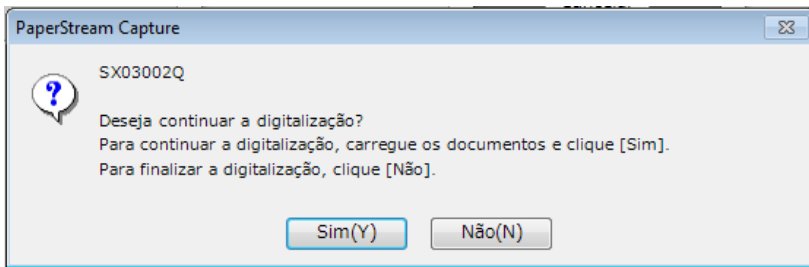 PaperStream Capture
SX03002Q
Deseja continuar a digitalização?
Para continuar a digitalização, carregue os documentos e clique [Sim].
Para finalizar a digitalização, clique [Não].
Sim(Y)
Não(N)